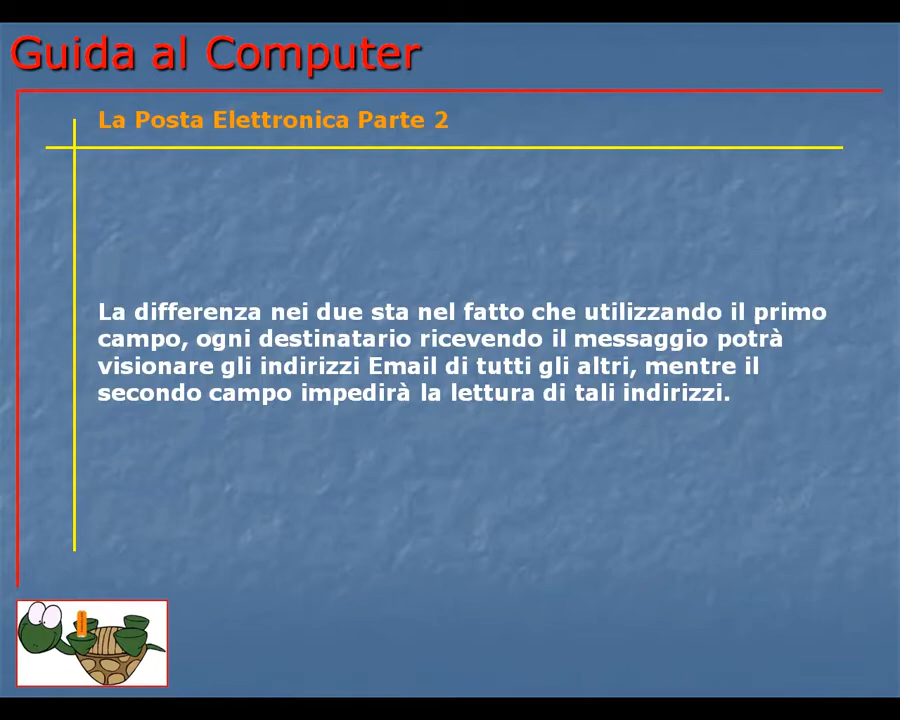 Guida al Computer
La Posta Elettronica Parte 2
La differenza nei due sta nel fatto che utilizzando il primo
campo, ogni destinatario ricevendo il messaggio potrà
visionare gli indirizzi Email di tutti gli altri, mentre il
secondo campo impedirà la lettura di tali indirizzi.